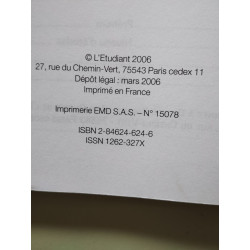 © L'Etudiant 2006
27, rue du Chemin-Vert, 75543 Paris cedex 11
Dépôt légal : mars 2006
Imprimé en France
Imprimerie EMD S.A.S. – N° 15078
ISBN 2-84624-624-6
ISSN 1262-327X